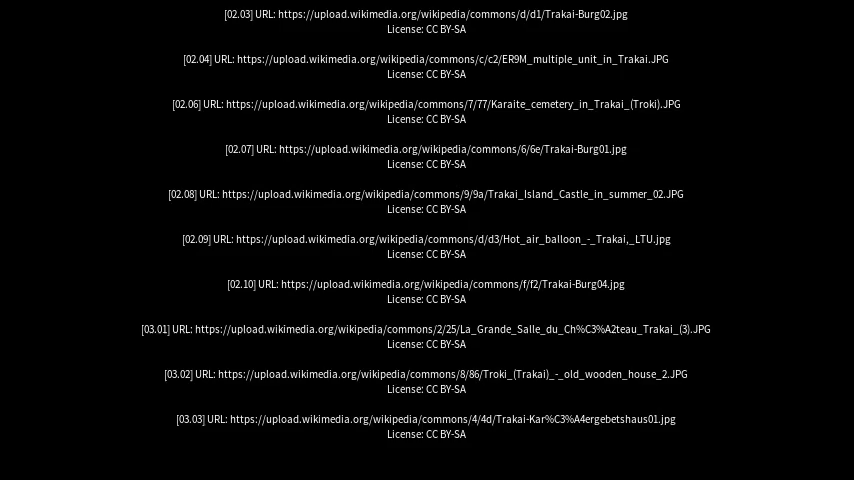 [02.03] URL: https://upload.wikimedia.org/wikipedia/commons/d/d1/Trakai-Burg02.jpg
License: CC BY-SA
[02.04] URL: https://upload.wikimedia.org/wikipedia/commons/c/c2/ER9M_multiple_unit_in_Trakai.JPG
License: CC BY-SA
[02.06] URL: https://upload.wikimedia.org/wikipedia/commons/7/77/Karaite_cemetery_in_Trakai_(Troki).JPG
License: CC BY-SA
[02.07] URL: https://upload.wikimedia.org/wikipedia/commons/6/6e/Trakai-Burg01.jpg
License: CC BY-SA
[02.08] URL: https://upload.wikimedia.org/wikipedia/commons/9/9a/Trakai_Island_Castle_in_summer_02.JPG
License: CC BY-SA
[02.09] URL: https://upload.wikimedia.org/wikipedia/commons/d/d3/Hot_air_balloon_-_Trakai,_LTU.jpg
License: CC BY-SA
[02.10] URL: https://upload.wikimedia.org/wikipedia/commons/f/f2/Trakai-Burg04.jpg
License: CC BY-SA
[03.01] URL: https://upload.wikimedia.org/wikipedia/commons/2/25/La_Grande_Salle_du_Ch%C3%A2teau_Trakai_(3).JPG
License: CC BY-SA
[03.02] URL: https://upload.wikimedia.org/wikipedia/commons/8/86/Troki_(Trakai)_-_old_wooden_house_2.JPG
License: CC BY-SA
[03.03] URL: https://upload.wikimedia.org/wikipedia/commons/4/4d/Trakai-Kar%C3%A4ergebetshaus01.jpg
License: CC BY-SA